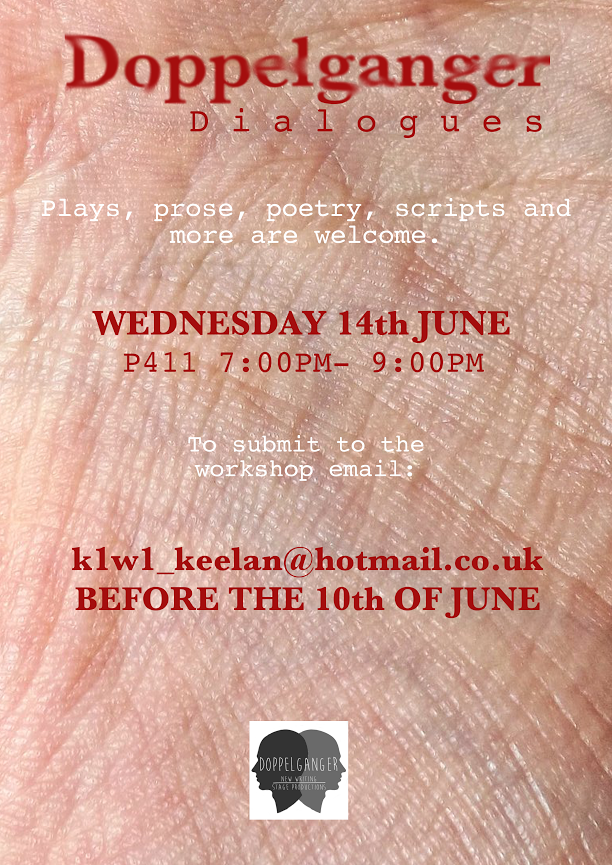 Doppelganger
Dialogues
Plays, prose, poetry, scripts and
more are welcome.
WEDNESDAY 14th JUNE
P411 7:00PM– 9:00PM
To submit to the
workshop email:
k1w1_keelan@hotmail.co.uk
BEFORE THE 10th OF JUNE
DOPPELGANGER
NEW WRITING
STAGE PRODUCTIONS